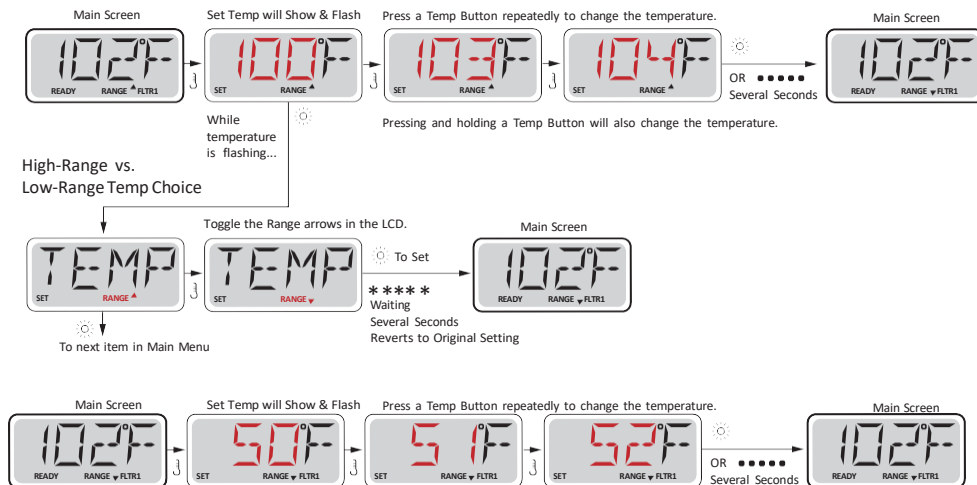 Main Screen
Set Temp will Show & Flash
Press a Temp Button repeatedly to change the temperature.
Main Screen
102°F
READY RANGE FLTR1
100°F
SET RANGE
103°F
SET RANGE
104°F
SET RANGE
OR
Several Seconds
102°F
READY RANGE FLTR1
While
temperature
is flashing...
Pressing and holding a Temp Button will also change the temperature.
High-Range vs.
Low-Range Temp Choice
Toggle the Range arrows in the LCD.
Main Screen
TEMP
SET RANGE
TEMP
SET RANGE
To Set
*****
Waiting
Several Seconds
Reverts to Original Setting
102°F
READY RANGE FLTR1
To next item in Main Menu
Main Screen
Set Temp will Show & Flash
Press a Temp Button repeatedly to change the temperature.
Main Screen
102°F
READY RANGE FLTR1
50°F
SET RANGE FLTR1
51°F
SET RANGE FLTR1
52°F
SET RANGE FLTR1
OR
Several Seconds
102°F
READY RANGE FLTR1